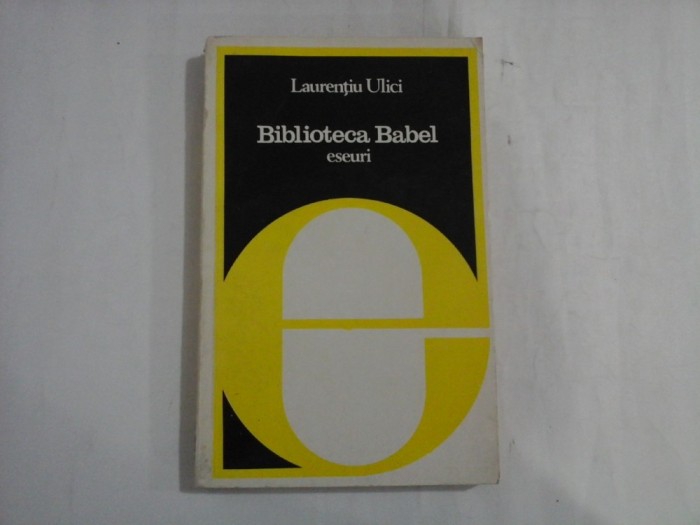 Laurențiu Ulici
Biblioteca Babel
eseuri
e